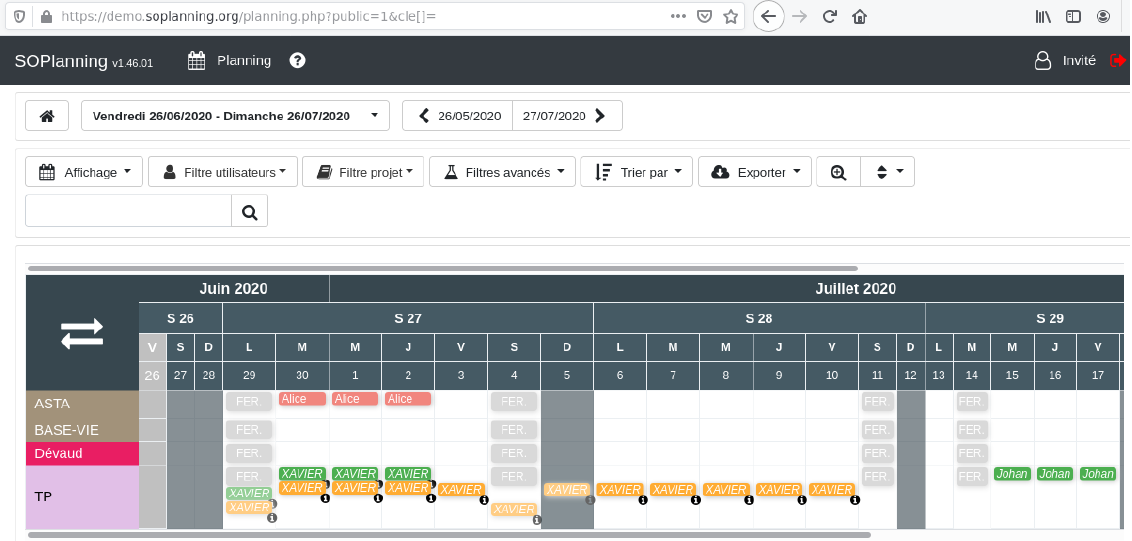 https://demo.soplanning.org/planning.php?public=1&cle[]=
SOPlanning v1.46.01 Planning ? Invité
Vendredi 26/06/2020 - Dimanche 26/07/2020 26/05/2020 27/07/2020
Affichage Filtre utilisateurs Filtre projet Filtres avancés Trier par Exporter
Juin 2020 Juillet 2020
S 26 S 27 S 28 S 29
V S D L M M J V S D L M M J V S D L M M J V
26 27 28 29 30 1 2 3 4 5 6 7 8 9 10 11 12 13 14 15 16 17
ASTA FER. Alice Alice Alice FER. FER. FER.
BASE-VIE FER. FER. FER. FER.
Dévaud FER. FER. FER. FER.
TP FER. XAVIER XAVIER XAVIER FER. FER. FER. Johan Johan Johan
XAVIER XAVIER XAVIER XAVIER XAVIER XAVIER XAVIER XAVIER XAVIER XAVIER XAVIER
XAVIER XAVIER